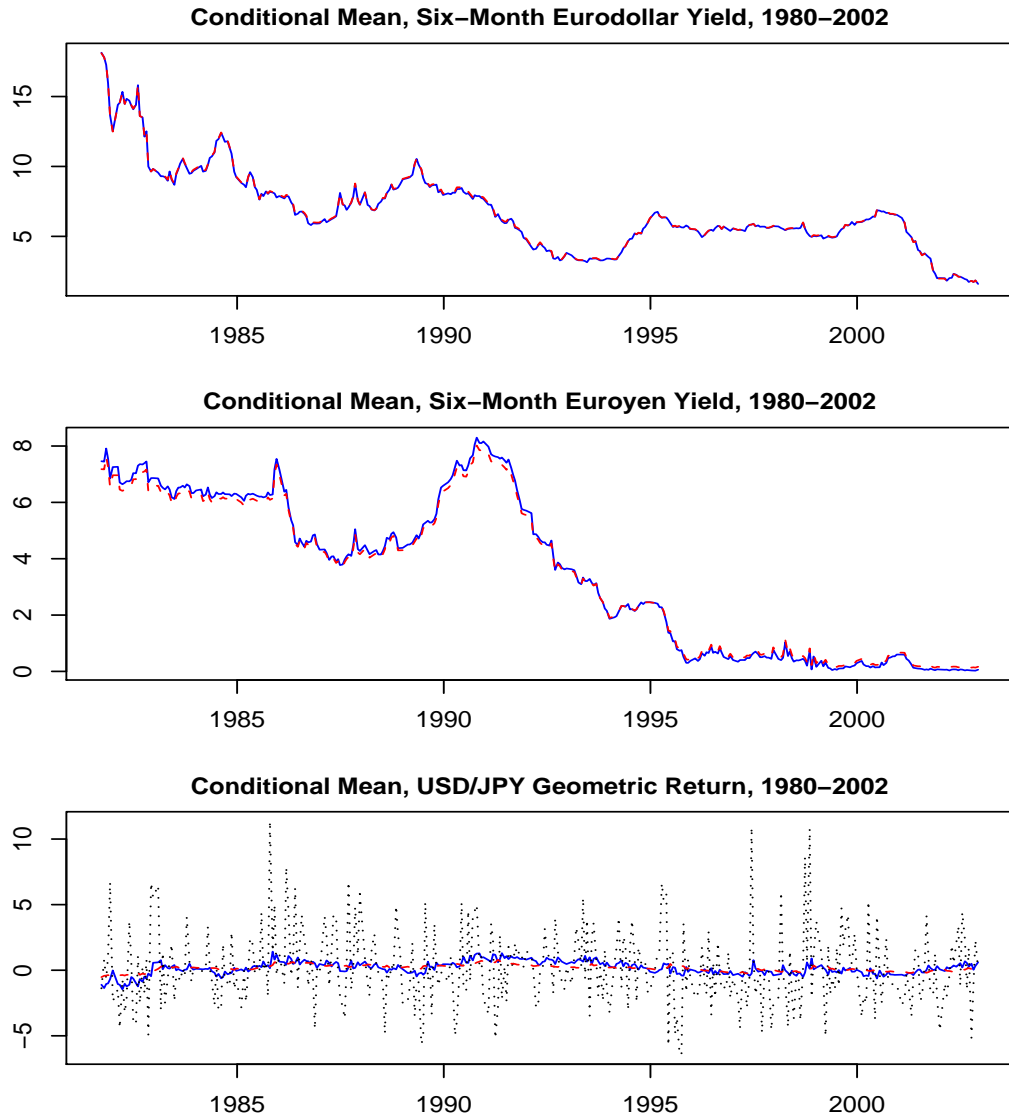 Conditional Mean, Six−Month Eurodollar Yield, 1980−2002
15
10
5
1985 1990 1995 2000
Conditional Mean, Six−Month Euroyen Yield, 1980−2002
8
6
4
2
0
1985 1990 1995 2000
Conditional Mean, USD/JPY Geometric Return, 1980−2002
10
5
0
−5
1985 1990 1995 2000